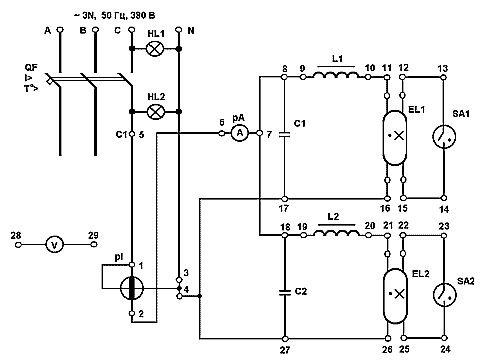 ~ 3N, 50 Гц, 380 В
A B C N
HL1
QF
I>
T°>
HL2
C1 5
6 pA
A
7
8 9 L1 10 11 12 13
C1
EL1
SA1
17 16 15 14
28 29
V
pI
1
3
4
2
18 19 L2 20 21 22 23
C2
EL2
SA2
27 26 25 24